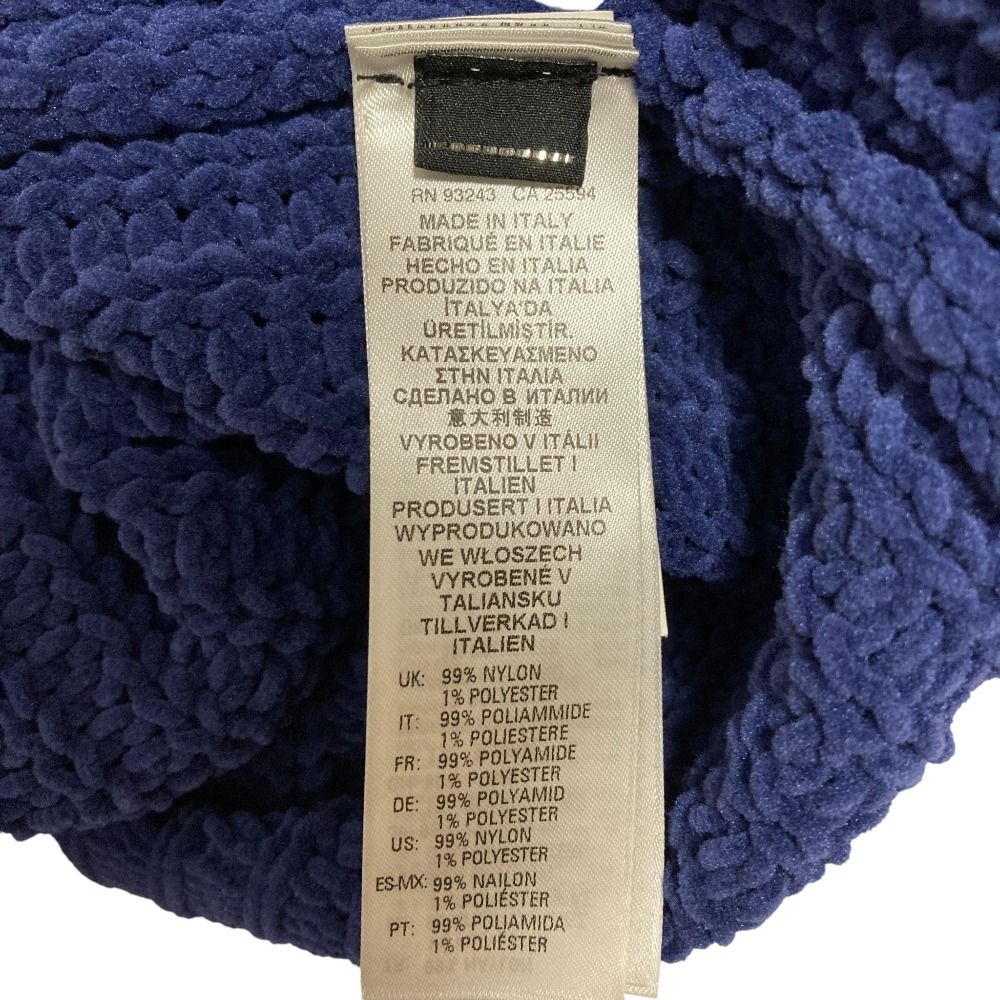 RN 93243 CA 25594
MADE IN ITALY
FABRIQUÉ EN ITALIE
HECHO EN ITALIA
PRODUZIDO NA ITALIA
İTALYA'DA
ÜRETİLMİŞTİR.
ΚΑΤΑΣΚΕΥΑΣΜΕΝΟ
ΣΤΗΝ ΙΤΑΛΙΑ
СДЕЛАНО В ИТАЛИИ
意大利制造
VYROBENO V ITÁLII
FREMSTILLET I
ITALIEN
PRODUSERT I ITALIA
WYPRODUKOWANO
WE WŁOSZECH
VYROBENÉ V
TALIANSKU
TILLVERKAD I
ITALIEN
UK: 99% NYLON
1% POLYESTER
IT: 99% POLIAMMIDE
1% POLIESTERE
FR: 99% POLYAMIDE
1% POLYESTER
DE: 99% POLYAMID
1% POLYESTER
US: 99% NYLON
1% POLYESTER
ES-MX: 99% NAILON
1% POLIÉSTER
PT: 99% POLIAMIDA
1% POLIÉSTER